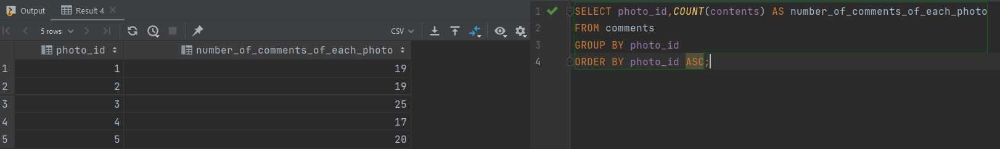 Output
Result 4
5 rows
CSV
photo_id
number_of_comments_of_each_photo
1 1 19
2 2 19
3 3 25
4 4 17
5 5 20
1 SELECT photo_id,COUNT(contents) AS number_of_comments_of_each_photo
2 FROM comments
3 GROUP BY photo_id
4 ORDER BY photo_id ASC;